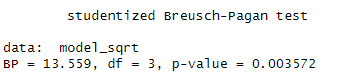 studentized Breusch-Pagan test
data:  model_sqrt
BP = 13.559, df = 3, p-value = 0.003572